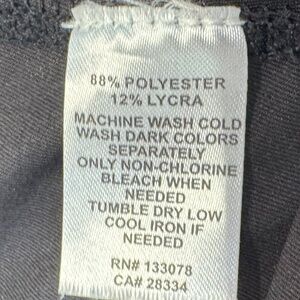 88% POLYESTER
12% LYCRA
MACHINE WASH COLD
WASH DARK COLORS
SEPARATELY
ONLY NON-CHLORINE
BLEACH WHEN
NEEDED
TUMBLE DRY LOW
COOL IRON IF
NEEDED
RN# 133078
CA# 28334